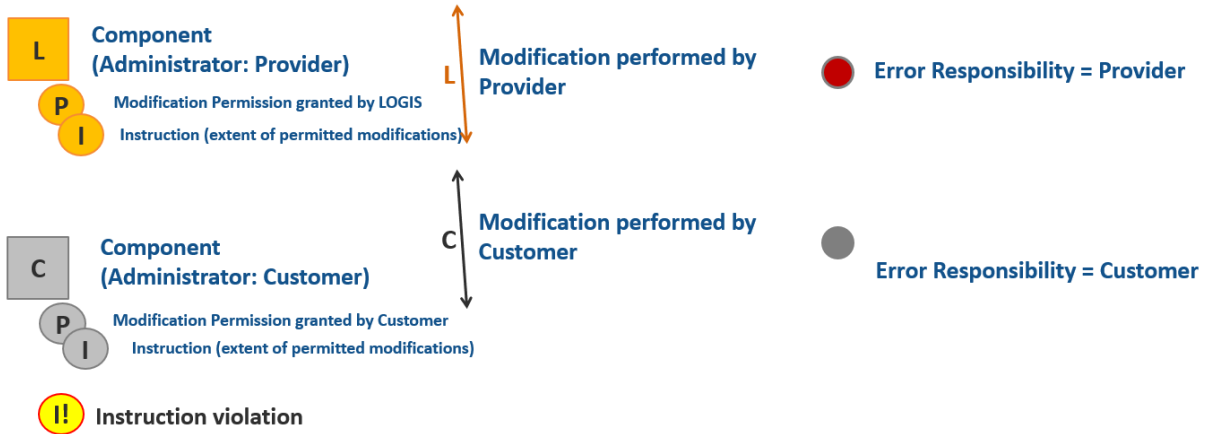 L
Component
(Administrator: Provider)
P
Modification Permission granted by LOGIS
I
Instruction (extent of permitted modifications)
L
Modification performed by
Provider
Error Responsibility = Provider
C
Component
(Administrator: Customer)
P
Modification Permission granted by Customer
I
Instruction (extent of permitted modifications)
C
Modification performed by
Customer
Error Responsibility = Customer
I!
Instruction violation